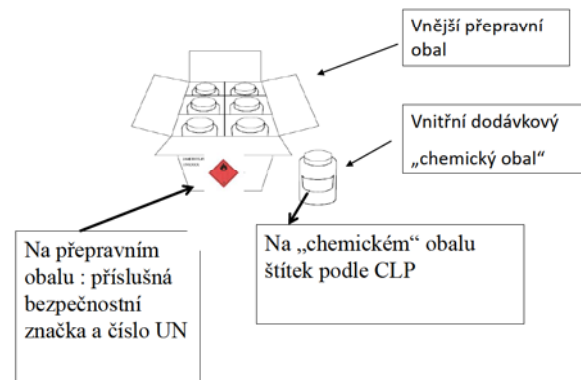 Vnější přepravní
obal
Vnitřní dodávkový
„chemický obal“
Na přepravním
obalu : příslušná
bezpečnostní
značka a číslo UN
Na „chemickém“ obalu
štítek podle CLP